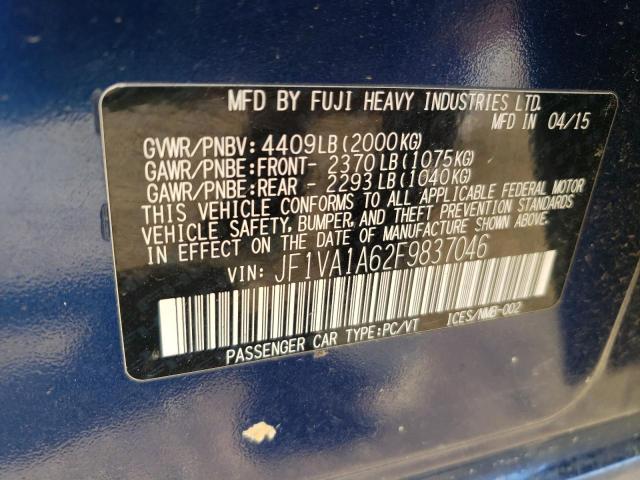 MFD BY FUJI HEAVY INDUSTRIES LTD.
MFD IN 04/15
GVWR/PNBV: 4409LB(2000KG)
GAWR/PNBE:FRONT- 2370LB(1075KG)
GAWR/PNBE:REAR - 2293LB(1040KG)
THIS VEHICLE CONFORMS TO ALL APPLICABLE FEDERAL MOTOR
VEHICLE SAFETY, BUMPER, AND THEFT PREVENTION STANDARDS
IN EFFECT ON THE DATE OF MANUFACTURE SHOWN ABOVE.
VIN: JF1VA1A62F9837046
PASSENGER CAR TYPE:PC/VT ICES/NMB-002